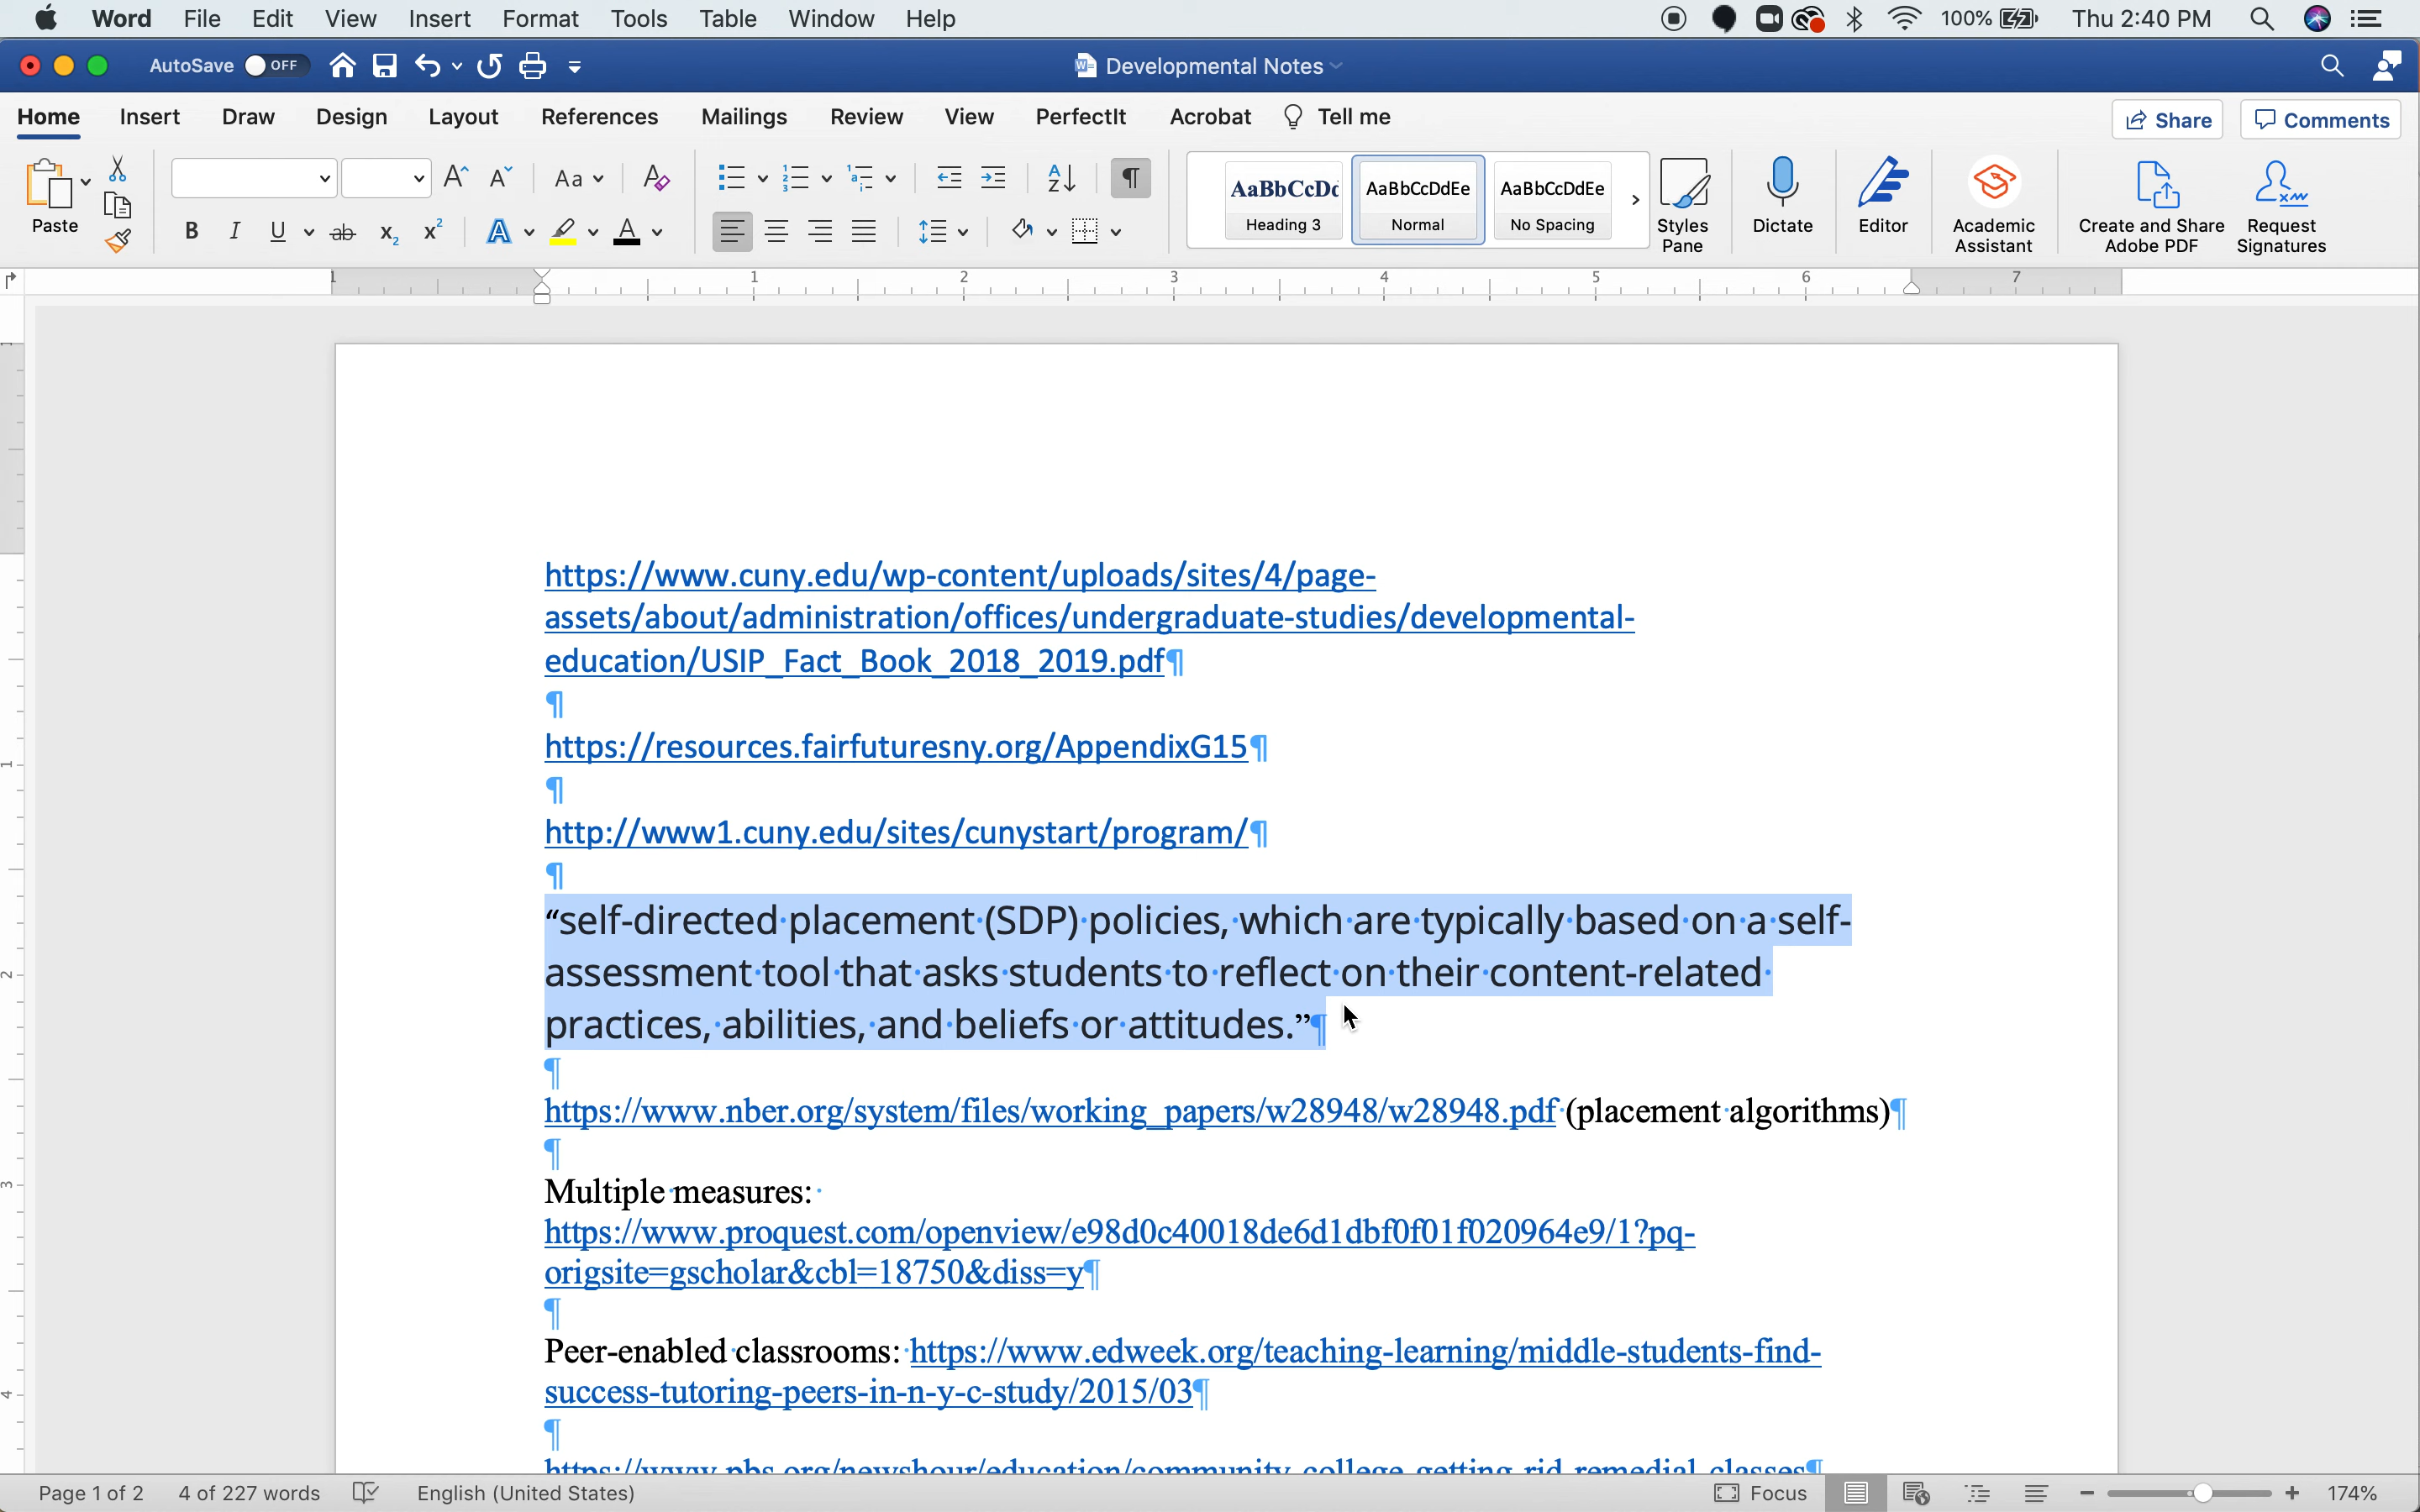 Word File Edit View Insert Format Tools Table Window Help 100% Thu 2:40 PM
AutoSave OFF Developmental Notes
Home Insert Draw Design Layout References Mailings Review View PerfectIt Acrobat Tell me Share Comments
Paste
AaBbCcDc AaBbCcDdEe AaBbCcDdEe
Heading 3 Normal No Spacing
Styles Pane Dictate Editor Academic Assistant Create and Share Adobe PDF Request Signatures
1 1 2 3 4 5 6 7
https://www.cuny.edu/wp-content/uploads/sites/4/page-
assets/about/administration/offices/undergraduate-studies/developmental-
education/USIP_Fact_Book_2018_2019.pdf¶
¶
https://resources.fairfuturesny.org/AppendixG15¶
¶
http://www1.cuny.edu/sites/cunystart/program/¶
¶
“self-directed·placement·(SDP)·policies,·which·are·typically·based·on·a·self-
assessment·tool·that·asks·students·to·reflect·on·their·content-related·
practices,·abilities,·and·beliefs·or·attitudes.”¶
¶
https://www.nber.org/system/files/working_papers/w28948/w28948.pdf·(placement·algorithms)¶
¶
Multiple·measures:·
https://www.proquest.com/openview/e98d0c40018de6d1dbf0f01f020964e9/1?pq-
origsite=gscholar&cbl=18750&diss=y¶
¶
Peer-enabled·classrooms:·https://www.edweek.org/teaching-learning/middle-students-find-
success-tutoring-peers-in-n-y-c-study/2015/03¶
¶
https://www.pbs.org/newshour/education/community-college-getting-rid-remedial-classes¶
Page 1 of 2 4 of 227 words English (United States) Focus 174%